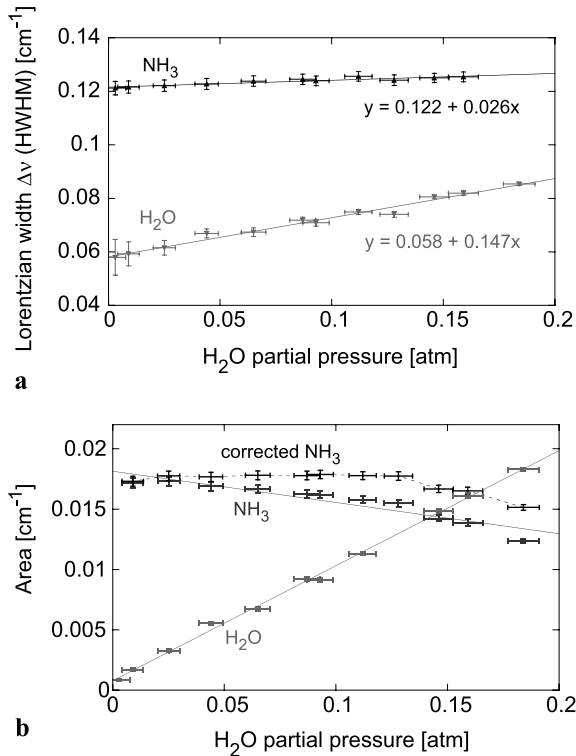 Lorentzian width Δν (HWHM) [cm⁻¹]
0.14
0.12
0.1
0.08
0.06
0.04
NH₃
y = 0.122 + 0.026x
H₂O
y = 0.058 + 0.147x
0
0.05
0.1
0.15
0.2
H₂O partial pressure [atm]
a
Area [cm⁻¹]
0.02
0.015
0.01
0.005
0
corrected NH₃
NH₃
H₂O
0
0.05
0.1
0.15
0.2
H₂O partial pressure [atm]
b